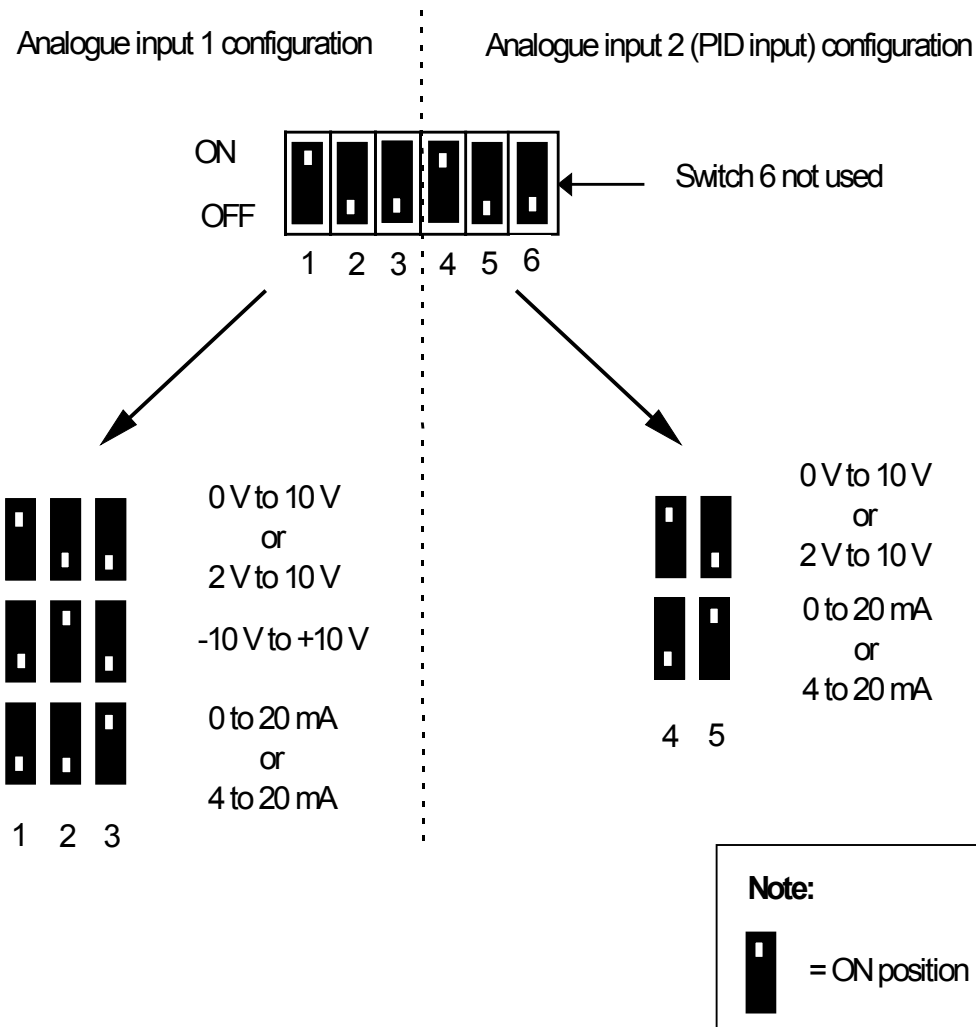 Analogue input 1 configuration
Analogue input 2 (PID input) configuration
ON
OFF
Switch 6 not used
1 2 3 4 5 6
0 V to 10 V
or
2 V to 10 V
-10 V to +10 V
0 to 20 mA
or
4 to 20 mA
1 2 3
0 V to 10 V
or
2 V to 10 V
0 to 20 mA
or
4 to 20 mA
4 5
Note:
= ON position